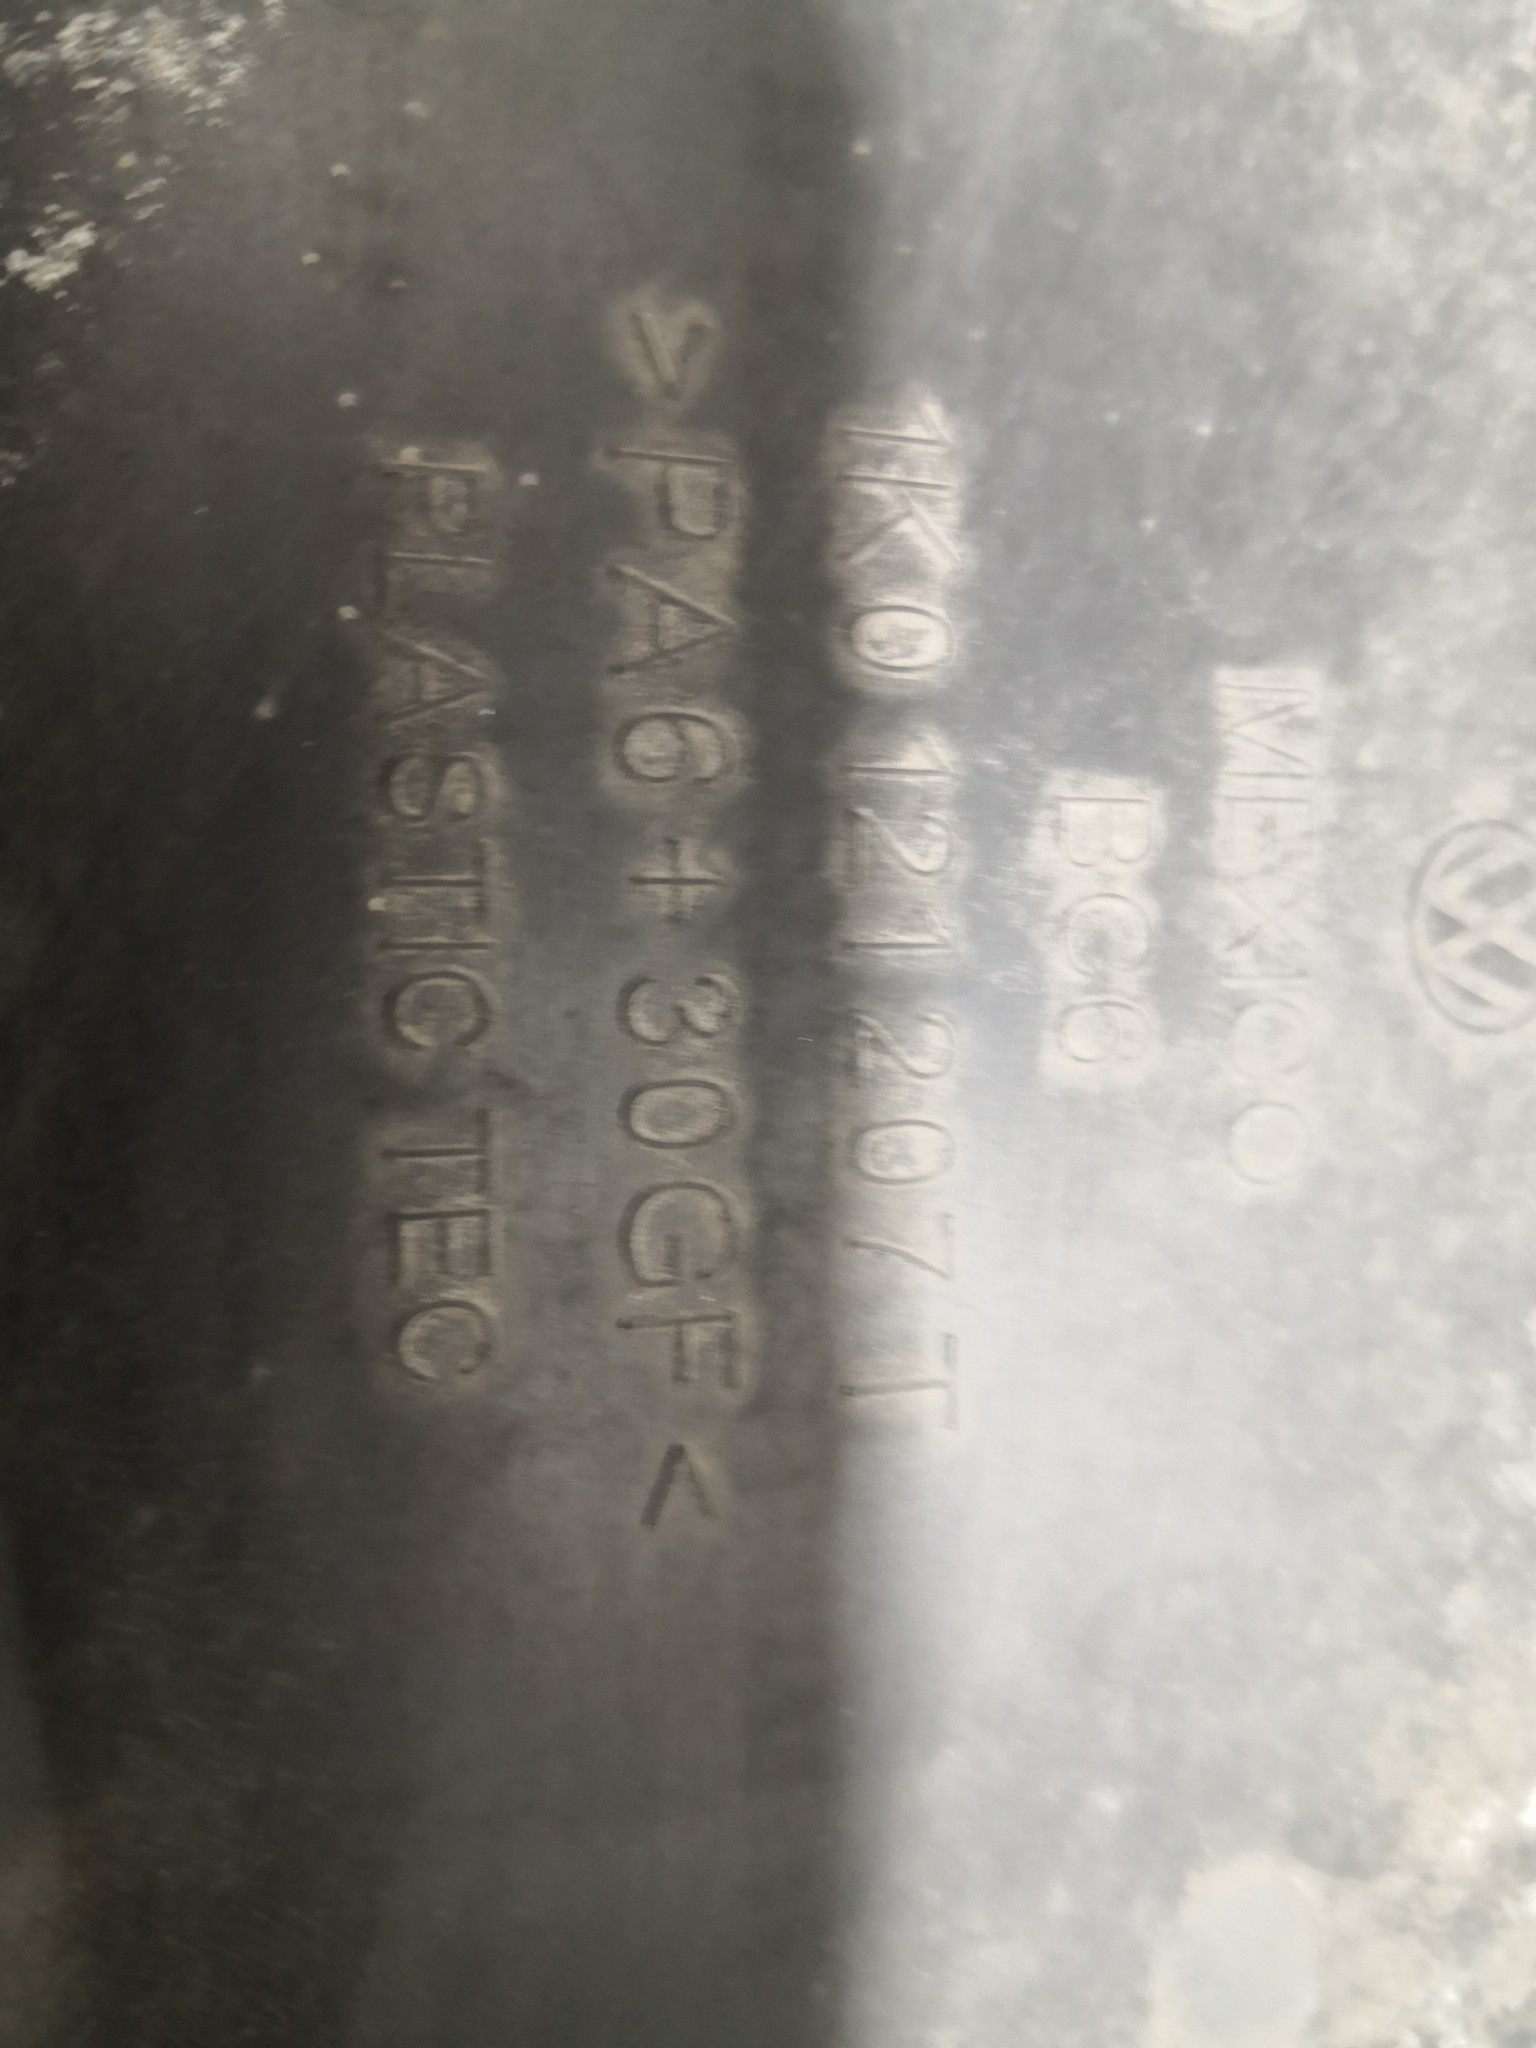 MEXICO
BC6
1K0 121 207 T
>PA6+30GF<
PLASTIC TEC